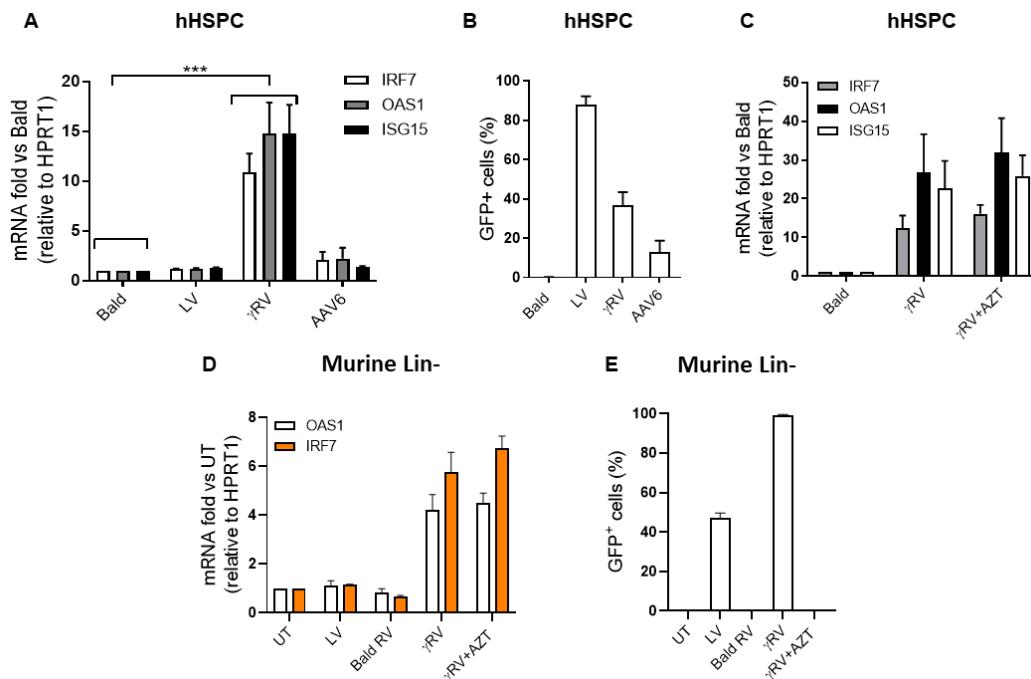 A hHSPC
mRNA fold vs Bald
(relative to HPRT1)
20
15
10
5
0
***
IRF7
OAS1
ISG15
Bald
LV
γRV
AAV6
B hHSPC
GFP+ cells (%)
100
80
60
40
20
0
Bald
LV
γRV
AAV6
C hHSPC
mRNA fold vs Bald
(relative to HPRT1)
50
40
30
20
10
0
IRF7
OAS1
ISG15
Bald
γRV
γRV+AZT
D Murine Lin-
mRNA fold vs UT
(relative to HPRT1)
8
6
4
2
0
OAS1
IRF7
UT
LV
Bald RV
γRV
γRV+AZT
E Murine Lin-
GFP⁺ cells (%)
100
80
60
40
20
0
UT
LV
Bald RV
γRV
γRV+AZT